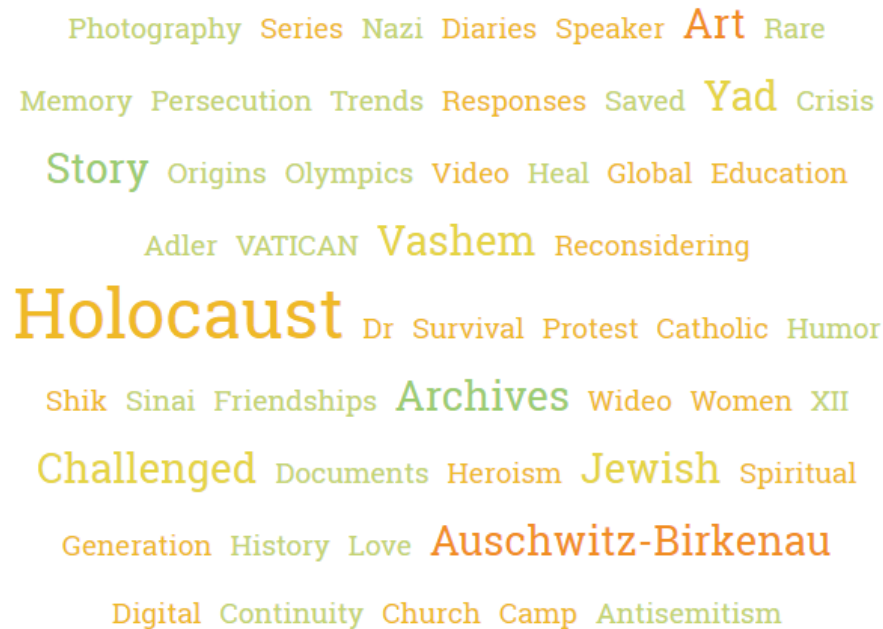 Photography Series Nazi Diaries Speaker Art Rare
Memory Persecution Trends Responses Saved Yad Crisis
Story Origins Olympics Video Heal Global Education
Adler VATICAN Vashem Reconsidering
Holocaust Dr Survival Protest Catholic Humor
Shik Sinai Friendships Archives Wideo Women XII
Challenged Documents Heroism Jewish Spiritual
Generation History Love Auschwitz-Birkenau
Digital Continuity Church Camp Antisemitism